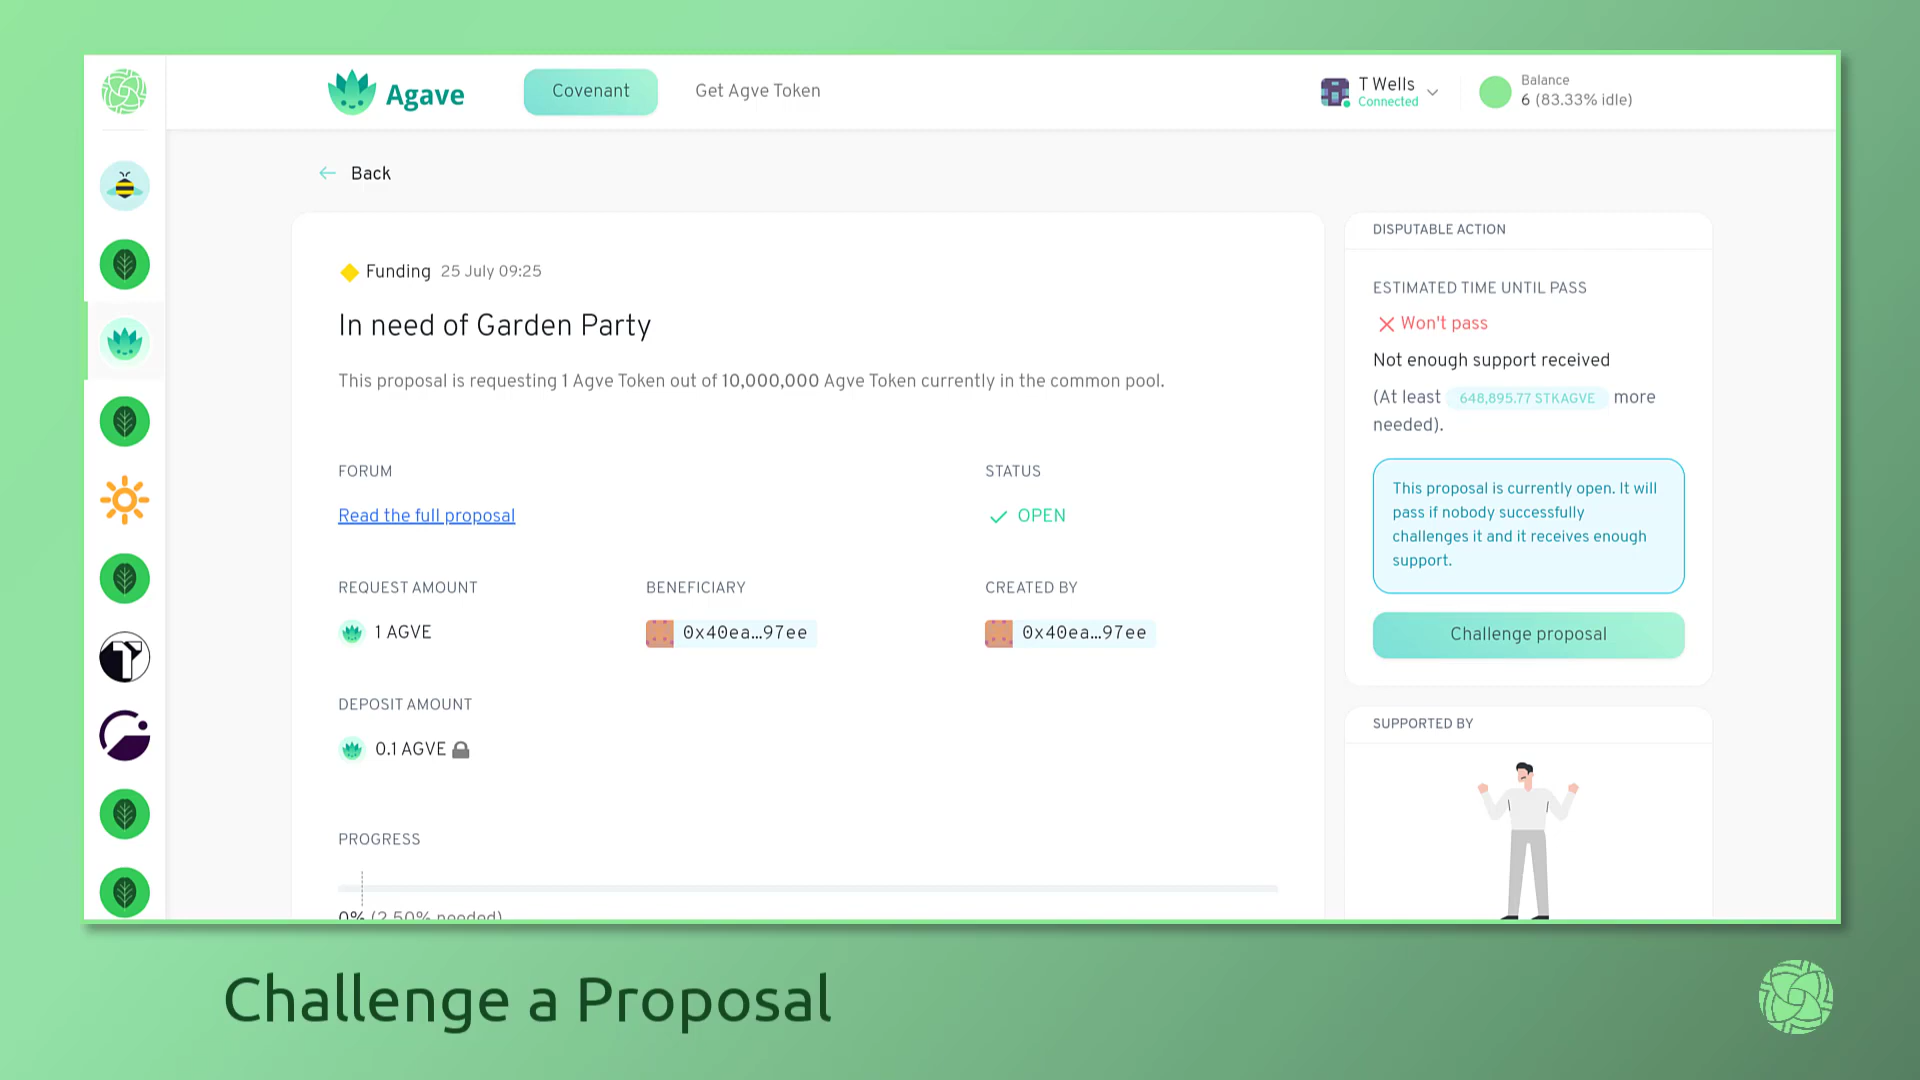 Agave
Covenant
Get Agve Token
T Wells
Connected
Balance
6 (83.33% idle)
Back
Funding 25 July 09:25
In need of Garden Party
This proposal is requesting 1 Agve Token out of 10,000,000 Agve Token currently in the common pool.
FORUM
Read the full proposal
STATUS
OPEN
REQUEST AMOUNT
1 AGVE
BENEFICIARY
0x40ea…97ee
CREATED BY
0x40ea…97ee
DEPOSIT AMOUNT
0.1 AGVE
PROGRESS
0% (2.50% needed)
DISPUTABLE ACTION
ESTIMATED TIME UNTIL PASS
Won't pass
Not enough support received
(At least 648,895.77 STKAGVE more
needed).
This proposal is currently open. It will
pass if nobody successfully
challenges it and it receives enough
support.
Challenge proposal
SUPPORTED BY
Challenge a Proposal